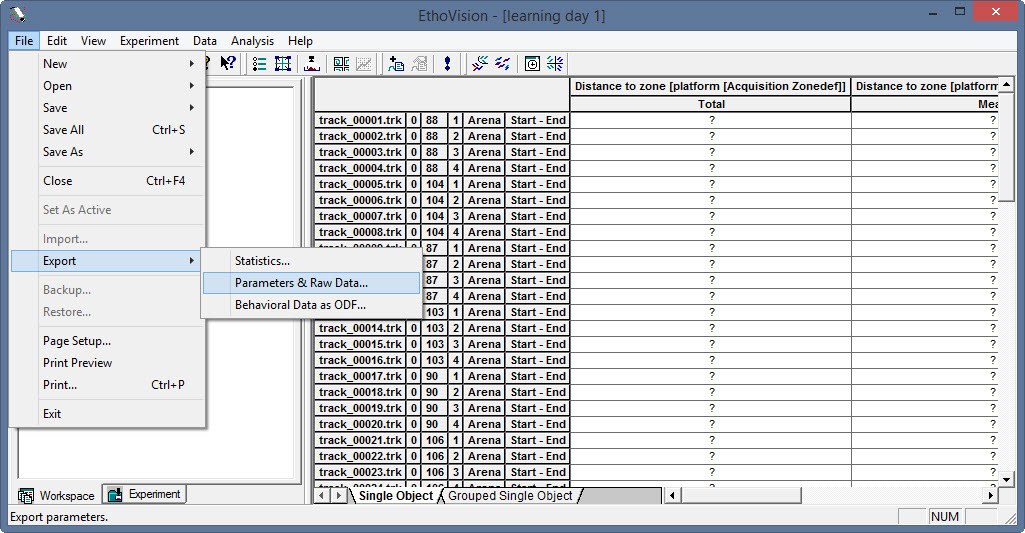 EthoVision - [learning day 1]
File Edit View Experiment Data Analysis Help
New
Open
Save
Save All Ctrl+S
Save As
Close Ctrl+F4
Set As Active
Import...
Export
Backup...
Restore...
Page Setup...
Print Preview
Print... Ctrl+P
Exit
Statistics...
Parameters & Raw Data...
Behavioral Data as ODF...
Distance to zone [platform [Acquisition Zonedef]] Distance to zone [platform
Total Mea
track_00001.trk 0 88 1 Arena Start - End ? ?
track_00002.trk 0 88 2 Arena Start - End ? ?
track_00003.trk 0 88 3 Arena Start - End ? ?
track_00004.trk 0 88 4 Arena Start - End ? ?
track_00005.trk 0 104 1 Arena Start - End ? ?
track_00006.trk 0 104 2 Arena Start - End ? ?
track_00007.trk 0 104 3 Arena Start - End ? ?
track_00008.trk 0 104 4 Arena Start - End ? ?
87 1 Arena Start - End ? ?
87 2 Arena Start - End ? ?
87 3 Arena Start - End ? ?
87 4 Arena Start - End ? ?
103 1 Arena Start - End ? ?
track_00014.trk 0 103 2 Arena Start - End ? ?
track_00015.trk 0 103 3 Arena Start - End ? ?
track_00016.trk 0 103 4 Arena Start - End ? ?
track_00017.trk 0 90 1 Arena Start - End ? ?
track_00018.trk 0 90 2 Arena Start - End ? ?
track_00019.trk 0 90 3 Arena Start - End ? ?
track_00020.trk 0 90 4 Arena Start - End ? ?
track_00021.trk 0 106 1 Arena Start - End ? ?
track_00022.trk 0 106 2 Arena Start - End ? ?
track_00023.trk 0 106 3 Arena Start - End ? ?
Workspace Experiment
Single Object Grouped Single Object
Export parameters. NUM